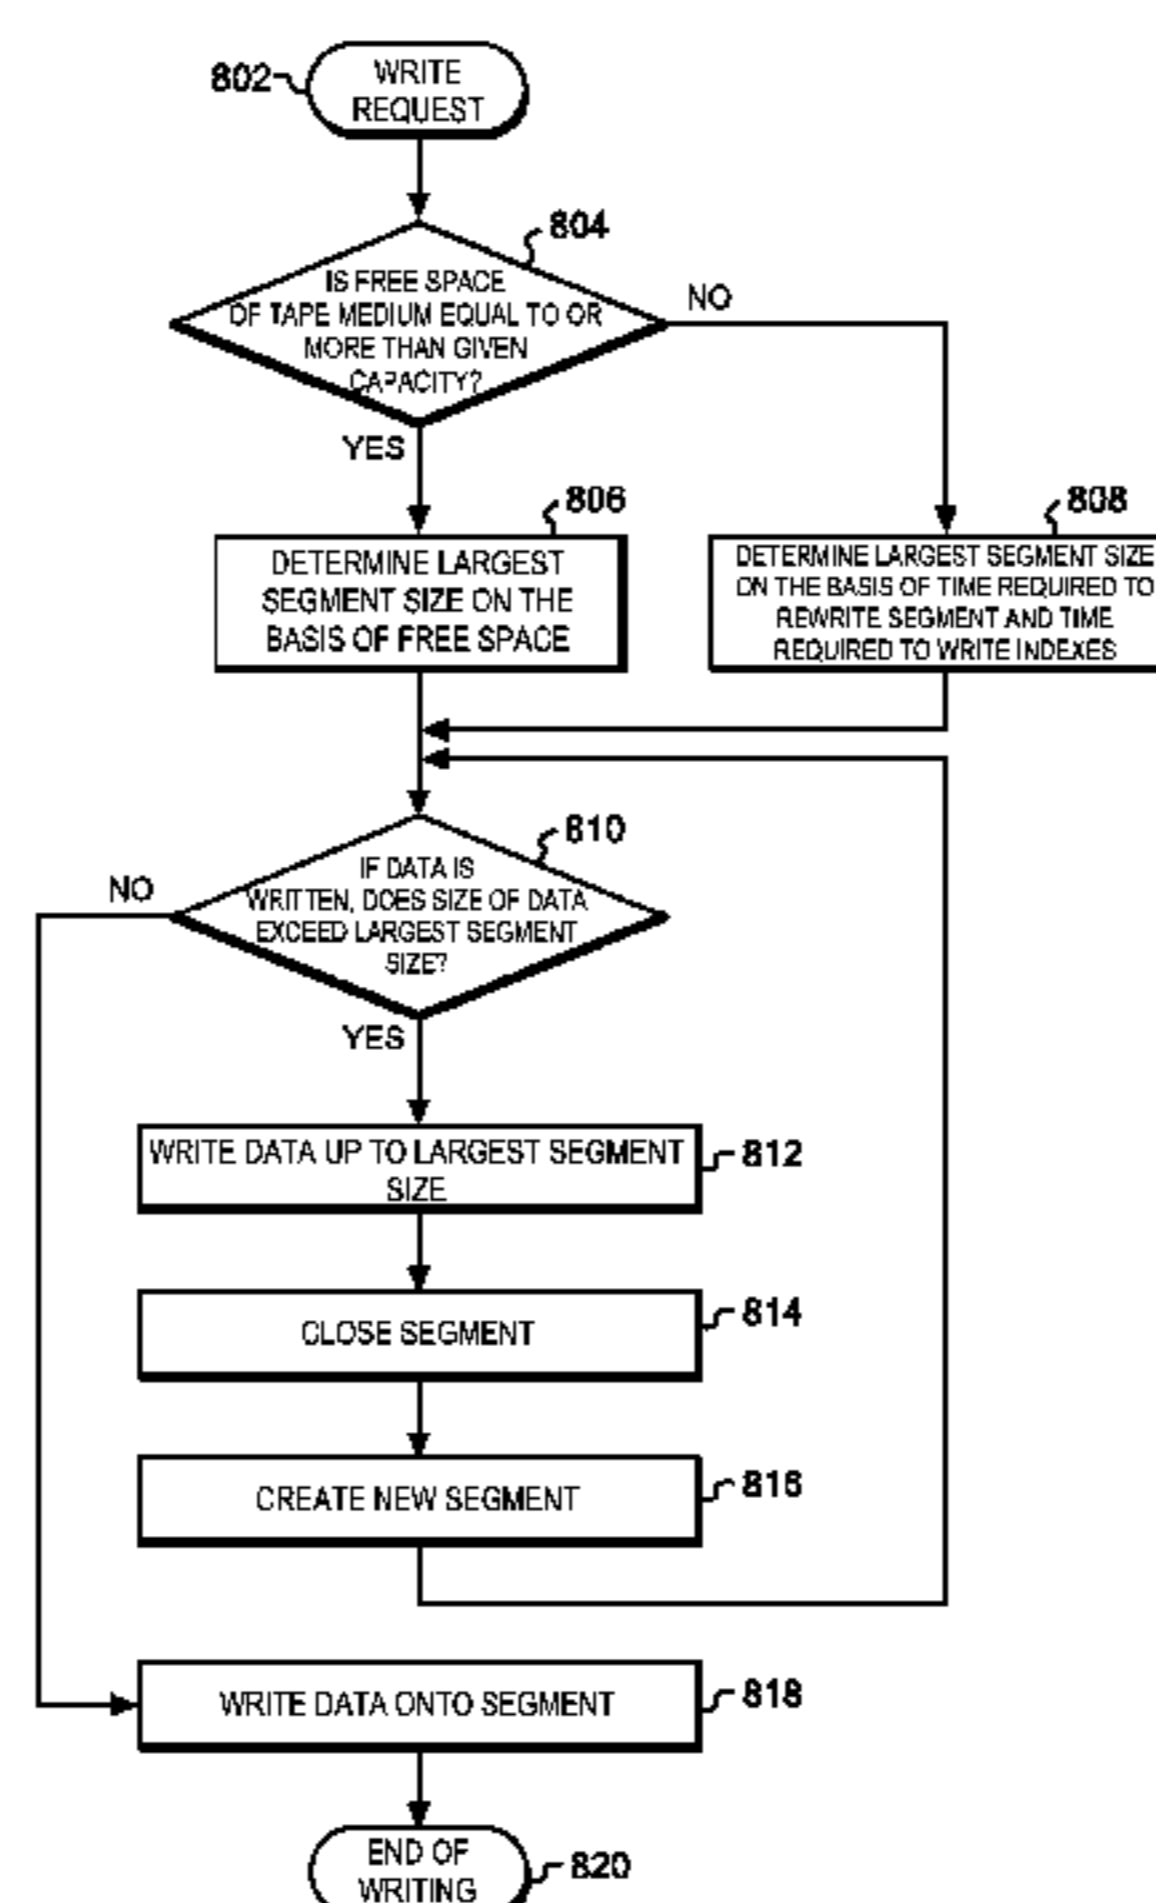 802
WRITE
REQUEST
804
IS FREE SPACE
OF TAPE MEDIUM EQUAL TO OR
MORE THAN GIVEN
CAPACITY?
NO
YES
806
DETERMINE LARGEST
SEGMENT SIZE ON THE
BASIS OF FREE SPACE
808
DETERMINE LARGEST SEGMENT SIZE
ON THE BASIS OF TIME REQUIRED TO
REWRITE SEGMENT AND TIME
REQUIRED TO WRITE INDEXES
810
IF DATA IS
WRITTEN, DOES SIZE OF DATA
EXCEED LARGEST SEGMENT
SIZE?
NO
YES
WRITE DATA UP TO LARGEST SEGMENT
SIZE
812
CLOSE SEGMENT
814
CREATE NEW SEGMENT
816
WRITE DATA ONTO SEGMENT
818
END OF
WRITING
820